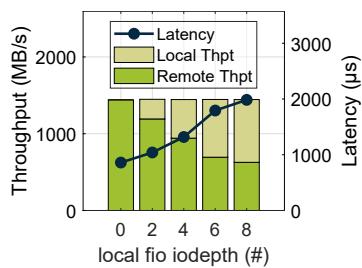 Throughput (MB/s)
2000
1000
0
Latency
Local Thpt
Remote Thpt
3000
2000
1000
0
Latency (µs)
0 2 4 6 8
local fio iodepth (#)